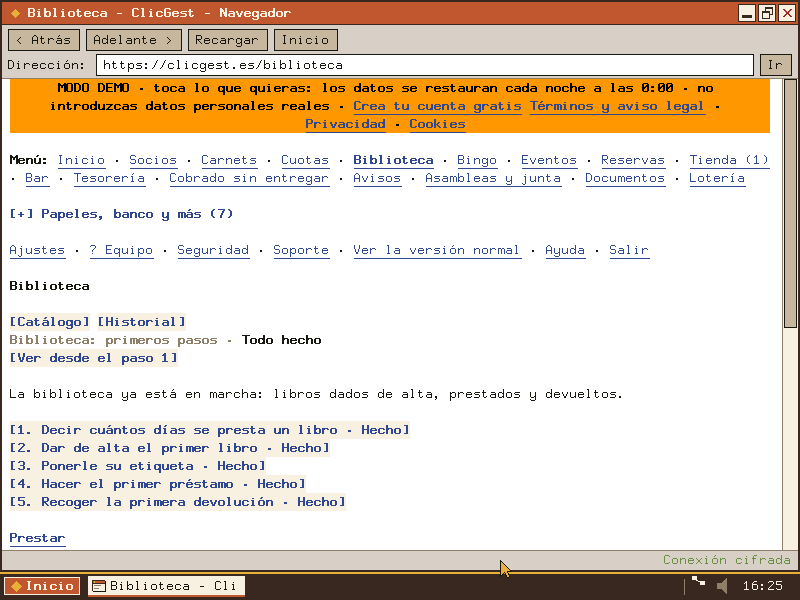 Biblioteca - ClicGest - Navegador
< Atrás Adelante > Recargar Inicio
Dirección: https://clicgest.es/biblioteca Ir
MODO DEMO · toca lo que quieras: los datos se restauran cada noche a las 0:00 · no
introduzcas datos personales reales · Crea tu cuenta gratis Términos y aviso legal ·
Privacidad · Cookies
Menú: Inicio · Socios · Carnets · Cuotas · Biblioteca · Bingo · Eventos · Reservas · Tienda (1)
· Bar · Tesorería · Cobrado sin entregar · Avisos · Asambleas y junta · Documentos · Lotería
[+] Papeles, banco y más (7)
Ajustes · ? Equipo · Seguridad · Soporte · Ver la versión normal · Ayuda · Salir
Biblioteca
[Catálogo] [Historial]
Biblioteca: primeros pasos · Todo hecho
[Ver desde el paso 1]
La biblioteca ya está en marcha: libros dados de alta, prestados y devueltos.
[1. Decir cuántos días se presta un libro · Hecho]
[2. Dar de alta el primer libro · Hecho]
[3. Ponerle su etiqueta · Hecho]
[4. Hacer el primer préstamo · Hecho]
[5. Recoger la primera devolución · Hecho]
Prestar
Conexión cifrada
Inicio Biblioteca - Cli 16:25